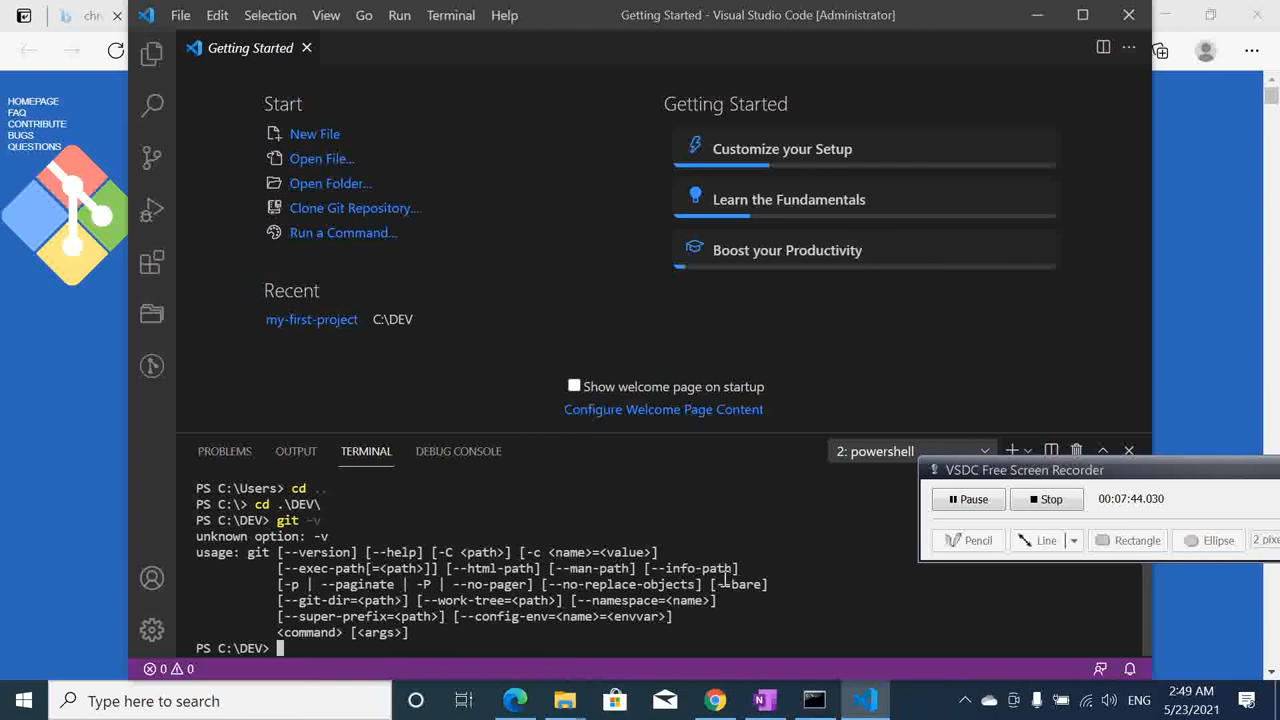 chr
File Edit Selection View Go Run Terminal Help
Getting Started - Visual Studio Code [Administrator]
Getting Started
HOMEPAGE
FAQ
CONTRIBUTE
BUGS
QUESTIONS
Start
New File
Open File...
Open Folder...
Clone Git Repository...
Run a Command...
Recent
my-first-project C:\DEV
Getting Started
Customize your Setup
Learn the Fundamentals
Boost your Productivity
Show welcome page on startup
Configure Welcome Page Content
PROBLEMS OUTPUT TERMINAL DEBUG CONSOLE
2: powershell
PS C:\Users> cd ..
PS C:\> cd .\DEV\
PS C:\DEV> git -v
unknown option: -v
usage: git [--version] [--help] [-C <path>] [-c <name>=<value>]
[--exec-path[=<path>]] [--html-path] [--man-path] [--info-path]
[-p | --paginate | -P | --no-pager] [--no-replace-objects] [--bare]
[--git-dir=<path>] [--work-tree=<path>] [--namespace=<name>]
[--super-prefix=<path>] [--config-env=<name>=<envvar>]
<command> [<args>]
PS C:\DEV>
VSDC Free Screen Recorder
Pause Stop 00:07:44.030
Pencil Line Rectangle Ellipse 2 pixe
0 0
Type here to search
ENG
2:49 AM
5/23/2021